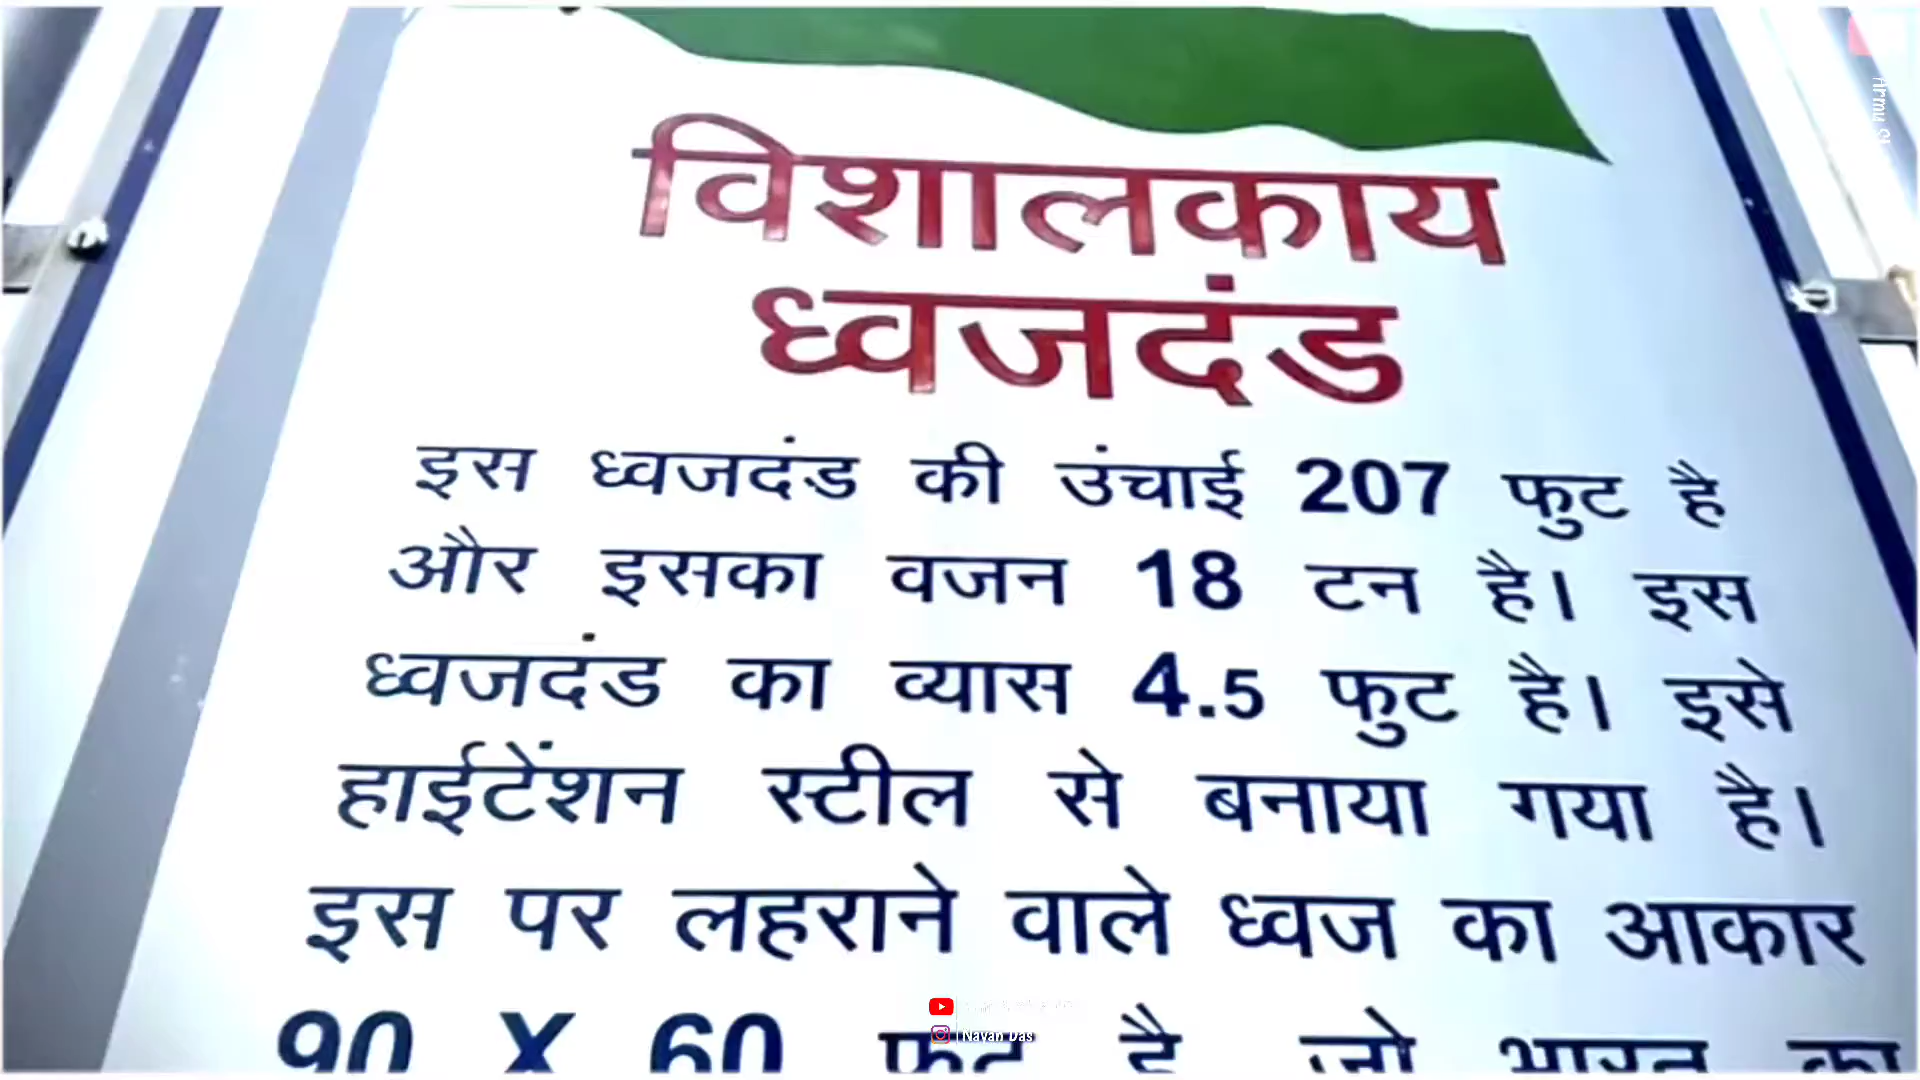 विशालकाय
ध्वजदंड
इस ध्वजदंड की उंचाई 207 फुट है
और इसका वजन 18 टन है। इस
ध्वजदंड का व्यास 4.5 फुट है। इसे
हाईटेंशन स्टील से बनाया गया है।
इस पर लहराने वाले ध्वज का आकार
90 X 60 फुट है जो भारत का
Nayan Das